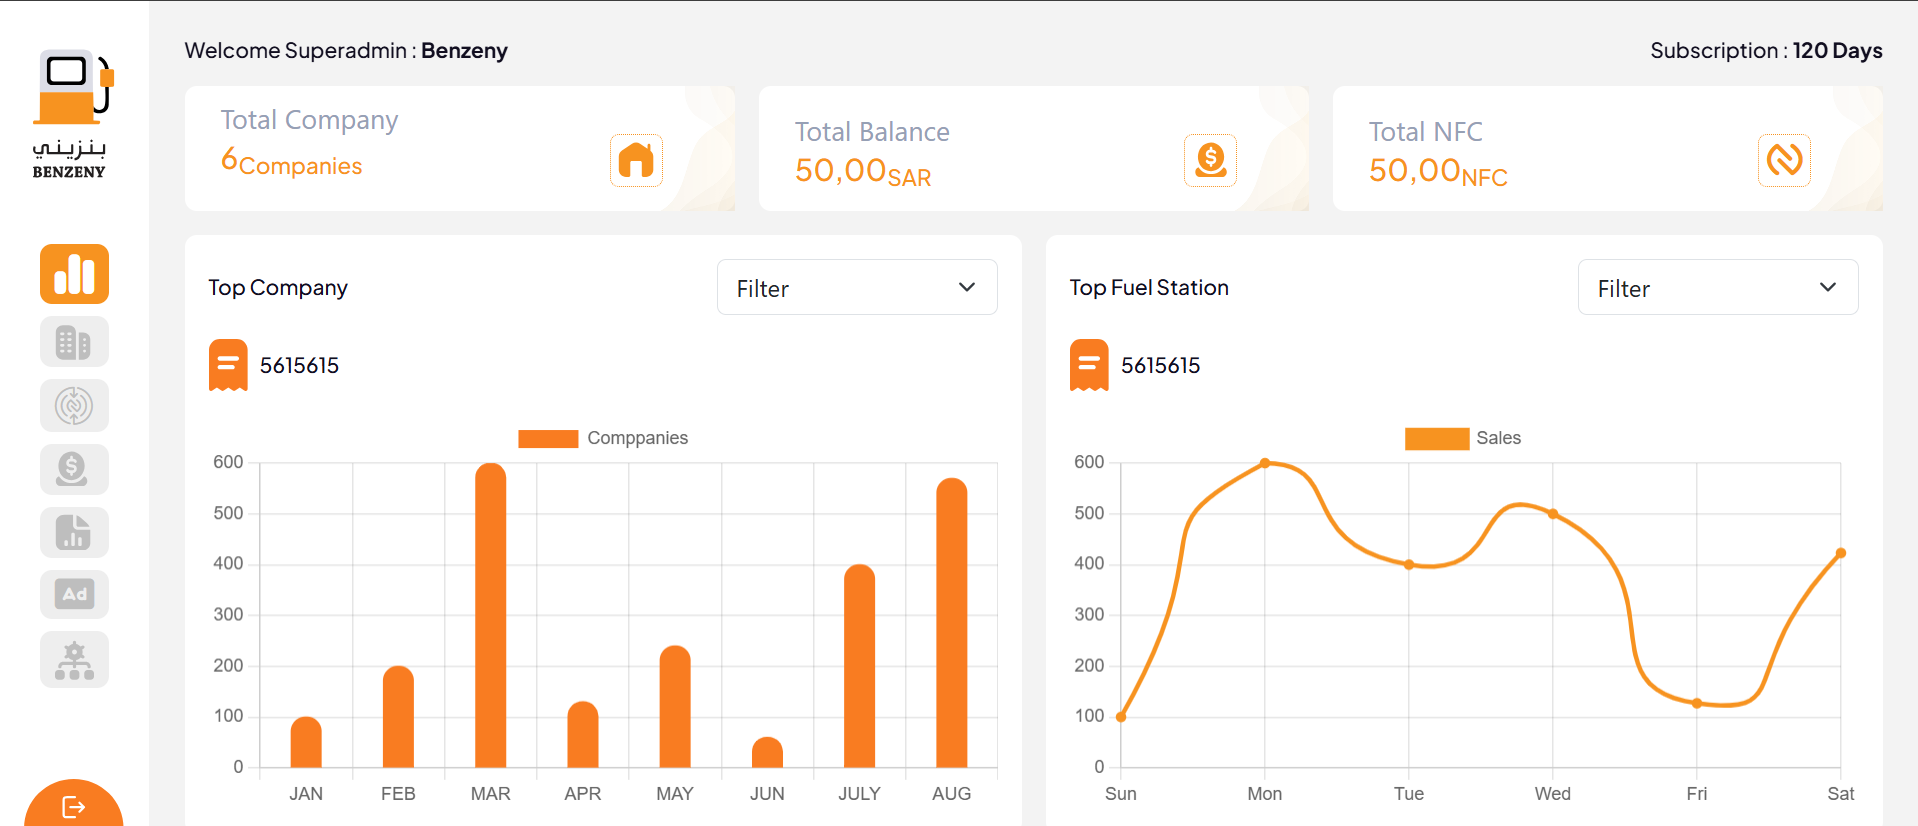 بنزيني
BENZENY
Ad
Welcome Superadmin : Benzeny
Subscription : 120 Days
Total Company
6Companies
Total Balance
50,00SAR
Total NFC
50,00NFC
Top Company
Filter
5615615
Comppanies
600
500
400
300
200
100
0
JAN FEB MAR APR MAY JUN JULY AUG
Top Fuel Station
Filter
5615615
Sales
600
500
400
300
200
100
0
Sun Mon Tue Wed Fri Sat